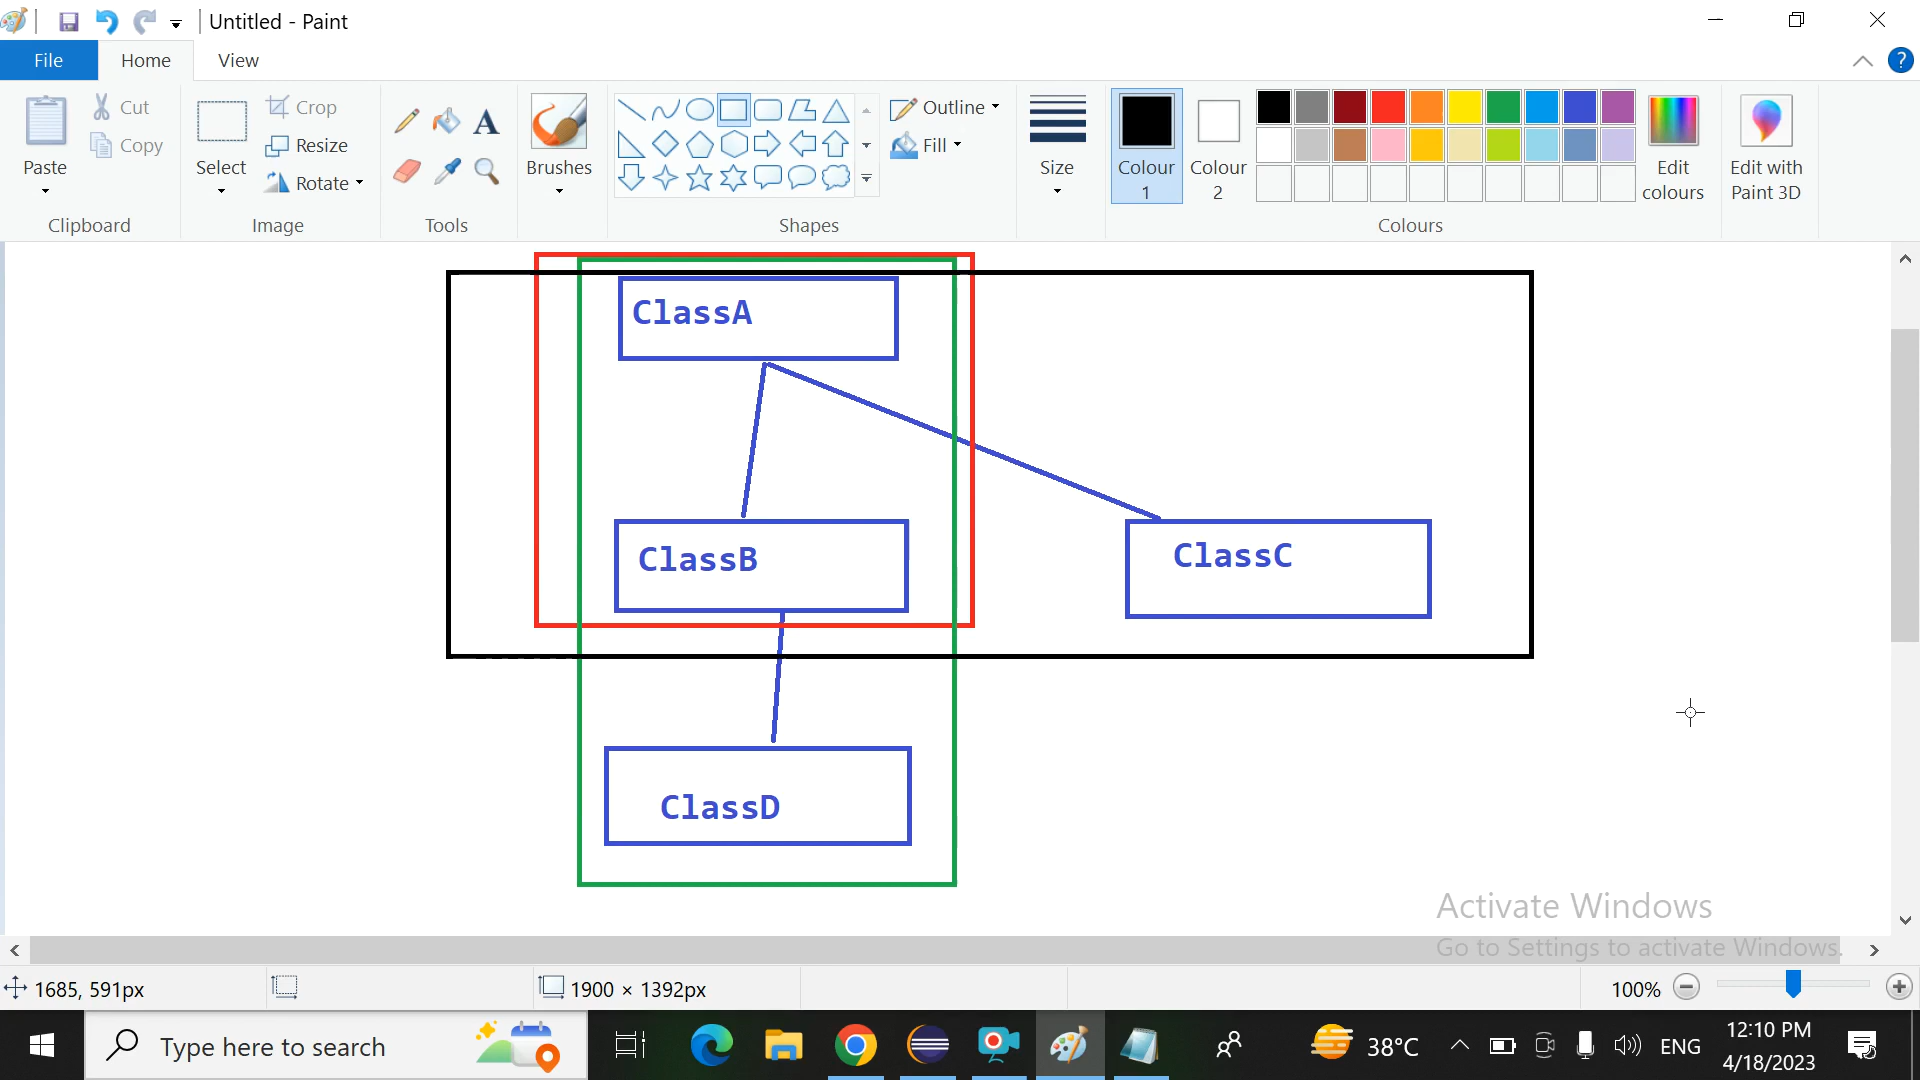 Untitled - Paint
File
Home
View
Paste
Cut
Copy
Clipboard
Select
Crop
Resize
Rotate
Image
A
Tools
Brushes
Shapes
Outline
Fill
Size
Colour
1
Colour
2
Edit
colours
Colours
Edit with
Paint 3D
?
ClassA
ClassB
ClassC
ClassD
Activate Windows
Go to Settings to activate Windows.
1685, 591px
1900 × 1392px
100%
Type here to search
38°C
ENG
12:10 PM
4/18/2023